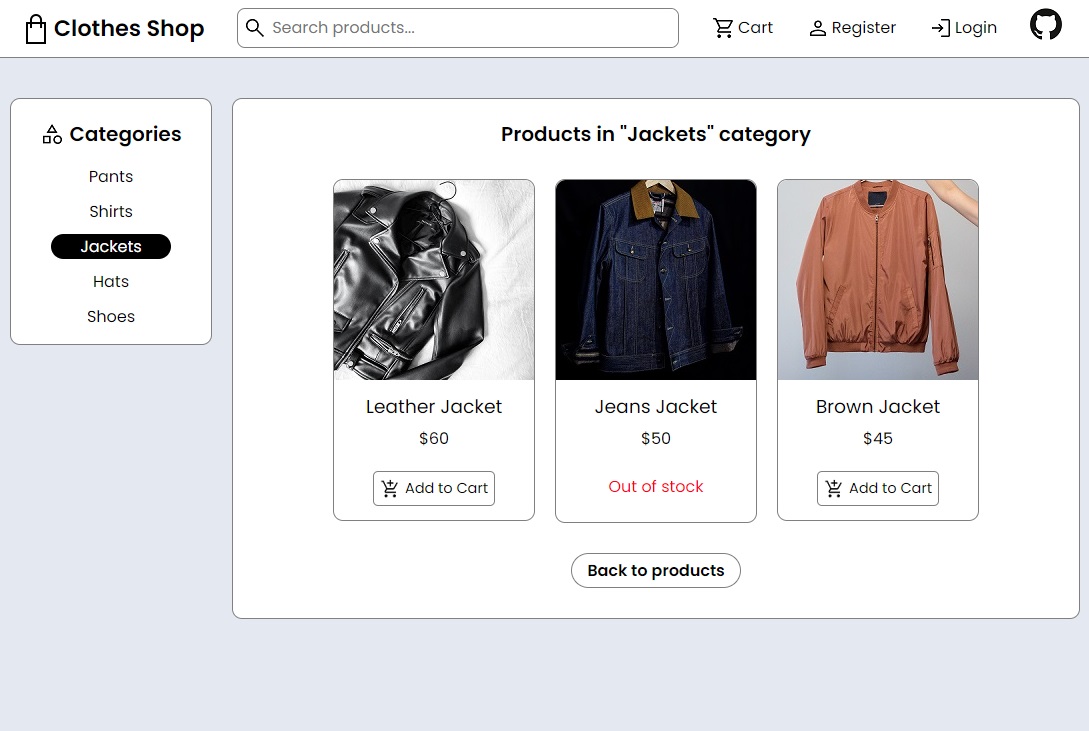 Clothes Shop
Search products...
Cart
Register
Login
Categories
Pants
Shirts
Jackets
Hats
Shoes
Products in "Jackets" category
Leather Jacket
$60
Add to Cart
Jeans Jacket
$50
Out of stock
Brown Jacket
$45
Add to Cart
Back to products